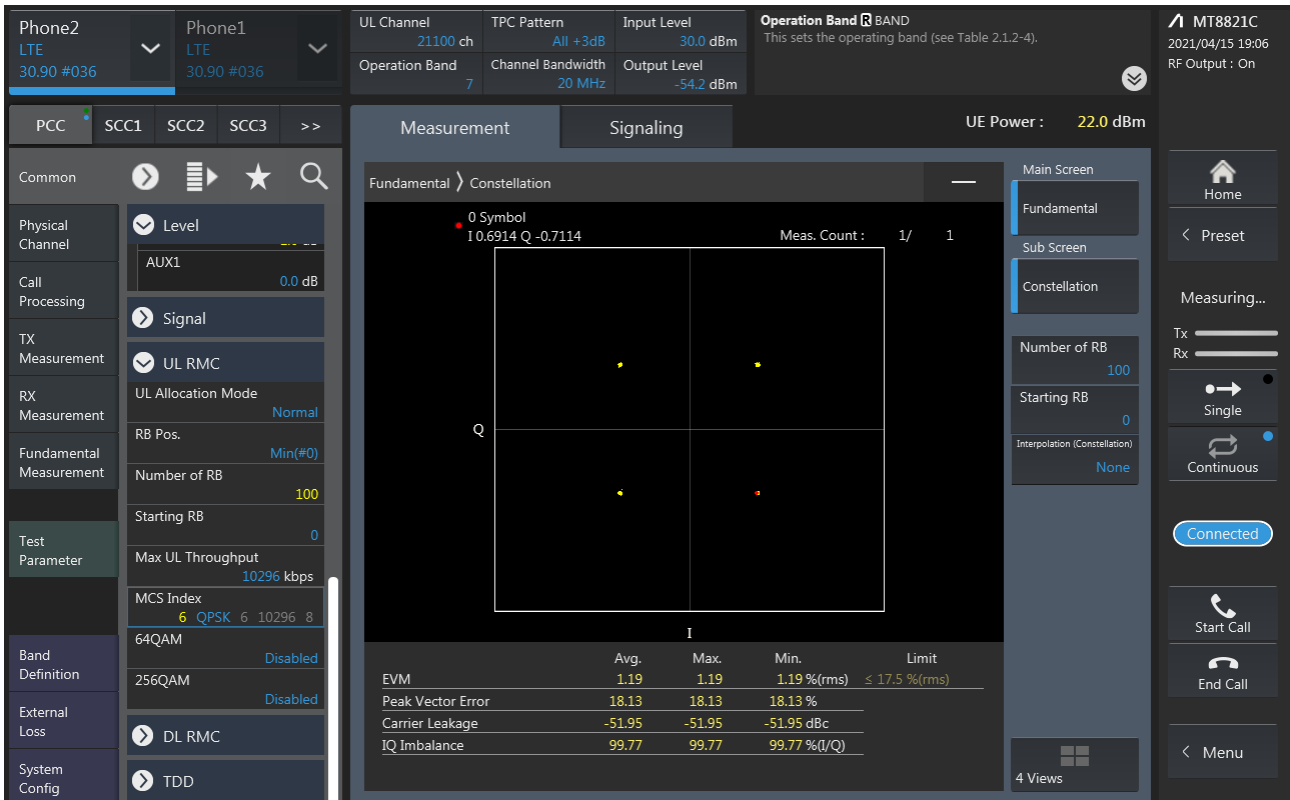 Phone2
LTE
30.90 #036
Phone1
LTE
30.90 #036
UL Channel
21100 ch
TPC Pattern
All +3dB
Input Level
30.0 dBm
Operation Band
7
Channel Bandwidth
20 MHz
Output Level
-54.2 dBm
Operation Band R BAND
This sets the operating band (see Table 2.1.2-4).
MT8821C
2021/04/15 19:06
RF Output : On
PCC
SCC1
SCC2
SCC3
>>
Measurement
Signaling
UE Power :
22.0 dBm
Common
Physical
Channel
Call
Processing
TX
Measurement
RX
Measurement
Fundamental
Measurement
Test
Parameter
Band
Definition
External
Loss
System
Config
Level
AUX1
0.0 dB
Signal
UL RMC
UL Allocation Mode
Normal
RB Pos.
Min(#0)
Number of RB
100
Starting RB
0
Max UL Throughput
10296 kbps
MCS Index
6 QPSK 6 10296 8
64QAM
Disabled
256QAM
Disabled
DL RMC
TDD
Fundamental 〉 Constellation
0 Symbol
I 0.6914 Q -0.7114
Meas. Count : 1/ 1
Q
I
Avg. Max. Min. Limit
EVM 1.19 1.19 1.19 %(rms) ≤ 17.5 %(rms)
Peak Vector Error 18.13 18.13 18.13 %
Carrier Leakage -51.95 -51.95 -51.95 dBc
IQ Imbalance 99.77 99.77 99.77 %(I/Q)
Main Screen
Fundamental
Sub Screen
Constellation
Number of RB
100
Starting RB
0
Interpolation (Constellation)
None
4 Views
Home
< Preset
Measuring...
Tx
Rx
Single
Continuous
Connected
Start Call
End Call
< Menu